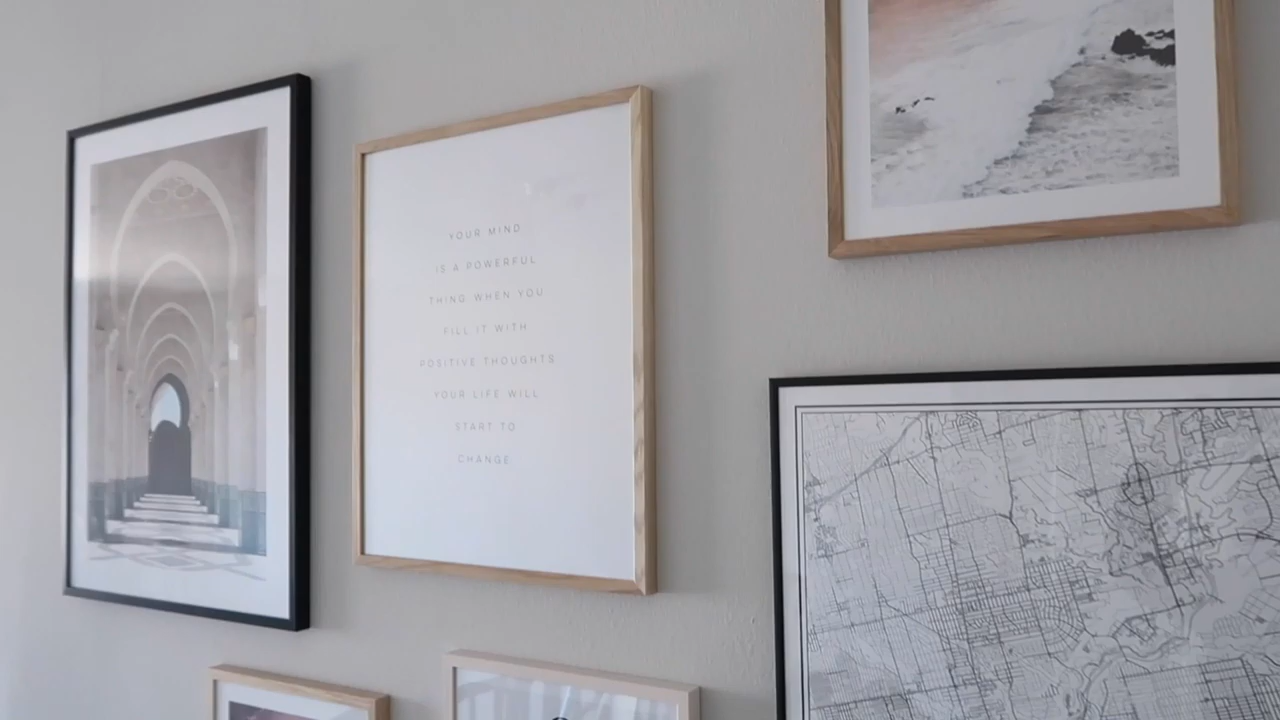 YOUR MIND
IS A POWERFUL
THING WHEN YOU
FILL IT WITH
POSITIVE THOUGHTS
YOUR LIFE WILL
START TO
CHANGE